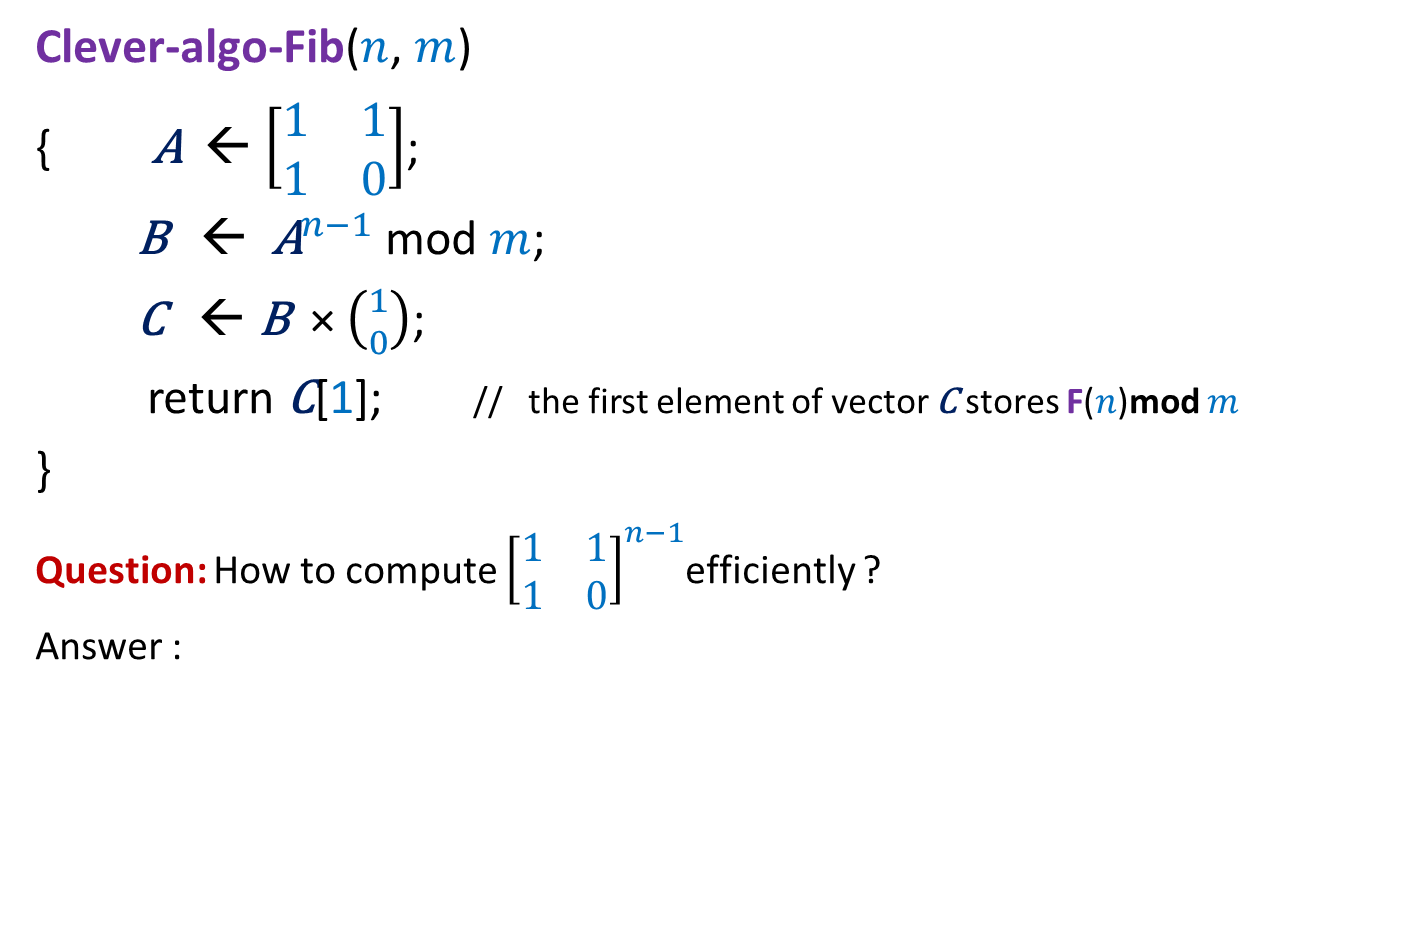 Clever-algo-Fib(n, m)
{ A ← [1 1; 1 0];
B ← A^{n−1} mod m;
C ← B × (1 0);
return C[1]; // the first element of vector C stores F(n)mod m
}
Question: How to compute [1 1; 1 0]^{n−1} efficiently ?
Answer :